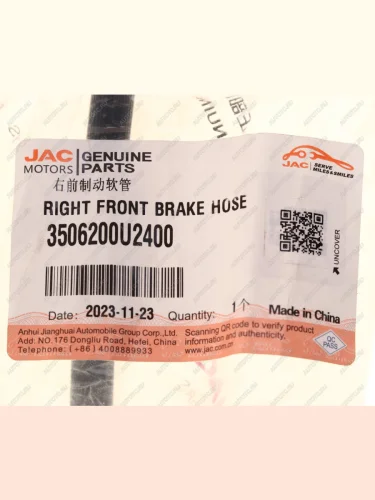 JAC MOTORS GENUINE PARTS
JAC SERVE MILES & SMILES
右前制动软管
RIGHT FRONT BRAKE HOSE
3506200U2400
UNCOVER
Date: 2023-11-23 Quantity: 1个 Made in China
Anhui Jianghuai Automobile Group Corp.,Ltd.
Add. NO.176 Dongliu Road, Hefei, China
Telephone: (+86) 4008889933
Scanning QR code to verify product
information and authenticity.
www.jac.com.cn
QC
PASS